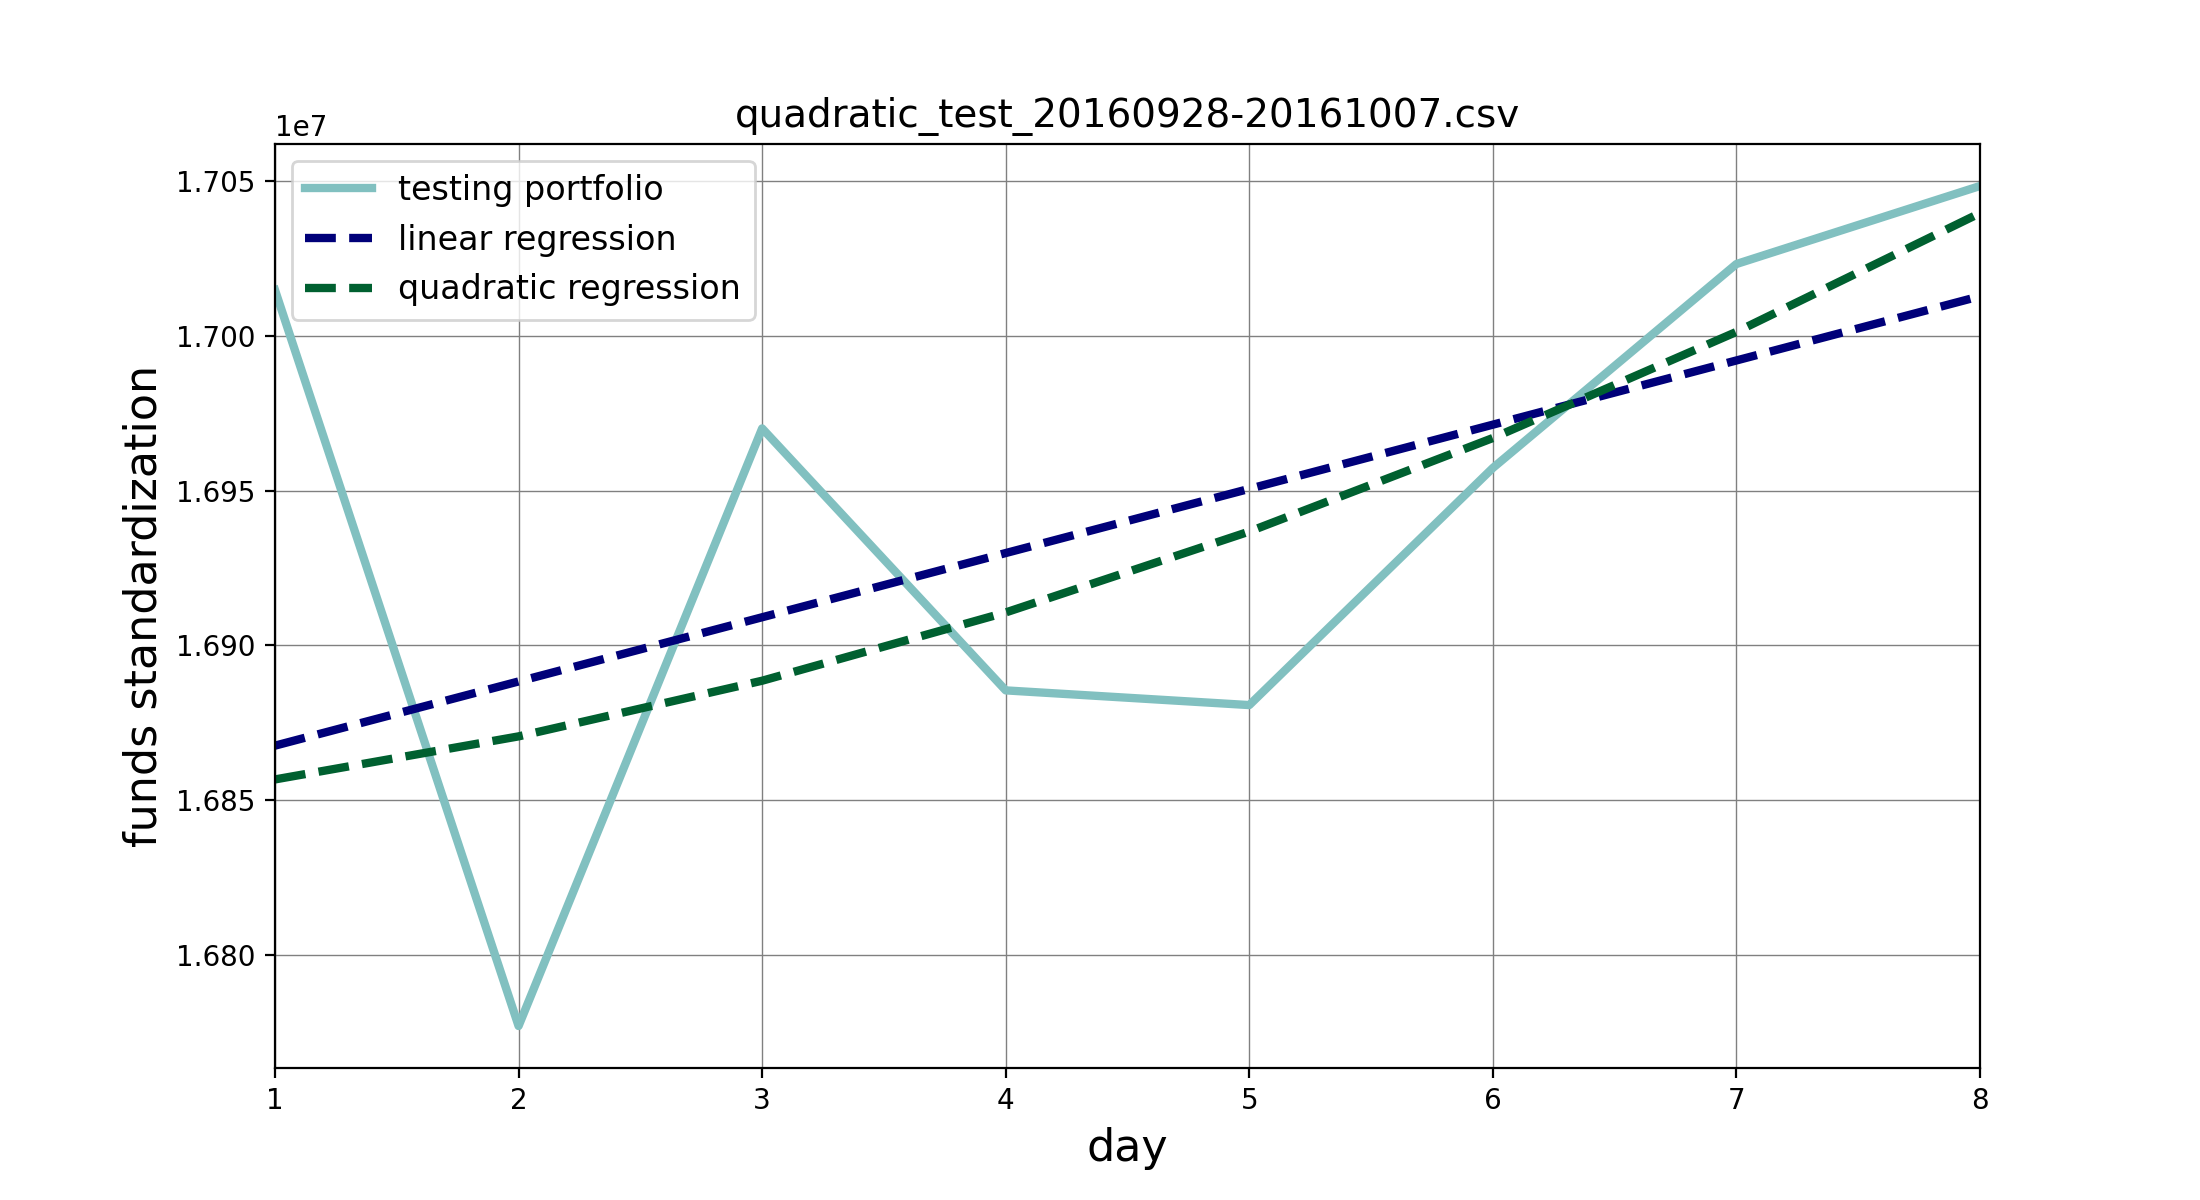 quadratic_test_20160928-20161007.csv
1e7
testing portfolio
linear regression
quadratic regression
funds standardization
1.705
1.700
1.695
1.690
1.685
1.680
1 2 3 4 5 6 7 8
day